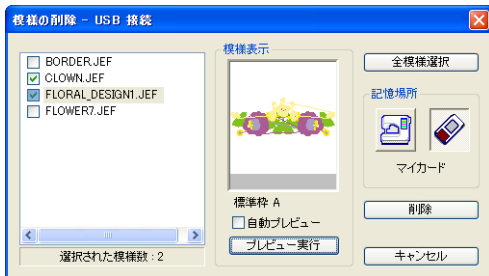 模様の削除 - USB 接続
BORDER.JEF
CLOWN.JEF
FLORAL_DESIGN1.JEF
FLOWER7.JEF
選択された模様数 : 2
模様表示
標準枠 A
自動プレビュー
プレビュー実行
全模様選択
記憶場所
マイカード
削除
キャンセル